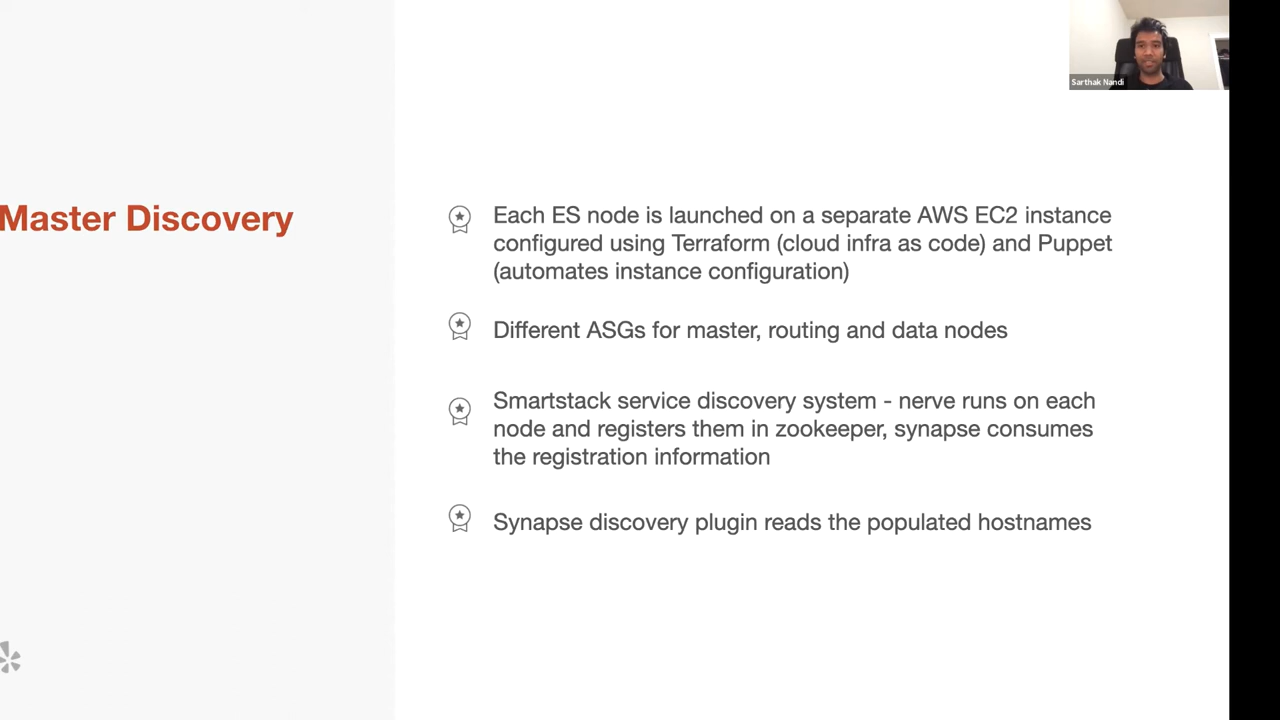 Sarthak Nandi
Master Discovery
Each ES node is launched on a separate AWS EC2 instance
configured using Terraform (cloud infra as code) and Puppet
(automates instance configuration)
Different ASGs for master, routing and data nodes
Smartstack service discovery system - nerve runs on each
node and registers them in zookeeper, synapse consumes
the registration information
Synapse discovery plugin reads the populated hostnames